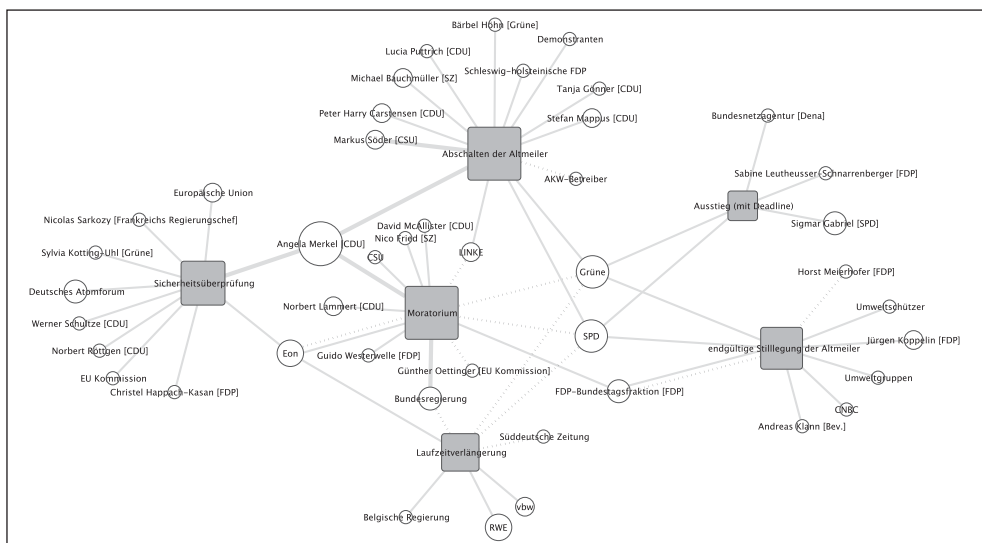 Bärbel Höhn [Grüne]
Demonstranten
Lucia Puttrich [CDU]
Schleswig-holsteinische FDP
Michael Bauchmüller [SZ]
Tanja Gönner [CDU]
Peter Harry Carstensen [CDU]
Stefan Mappus [CDU]
Bundesnetzagentur [Dena]
Markus Söder [CSU]
Abschalten der Altmeiler
Sabine Leutheusser-Schnarrenberger [FDP]
AKW-Betreiber
Europäische Union
Ausstieg (mit Deadline)
Nicolas Sarkozy [Frankreichs Regierungschef]
David McAllister [CDU]
Sigmar Gabriel [SPD]
Angela Merkel [CDU]
Nico Fried [SZ]
Sylvia Kotting-Uhl [Grüne]
CSU
LINKE
Grüne
Horst Meierhofer [FDP]
Sicherheitsüberprüfung
Deutsches Atomforum
Norbert Lammert [CDU]
Umweltschützer
Moratorium
Werner Schultze [CDU]
SPD
Jürgen Koppelin [FDP]
endgültige Stilllegung der Altmeiler
Norbert Röttgen [CDU]
Eon
Guido Westerwelle [FDP]
Günther Oettinger [EU Kommission]
EU Kommission
Umweltgruppen
Christel Happach-Kasan [FDP]
FDP-Bundestagsfraktion [FDP]
Bundesregierung
CNBC
Andreas Klann [Bev.]
Süddeutsche Zeitung
Laufzeitverlängerung
vbw
Belgische Regierung
RWE